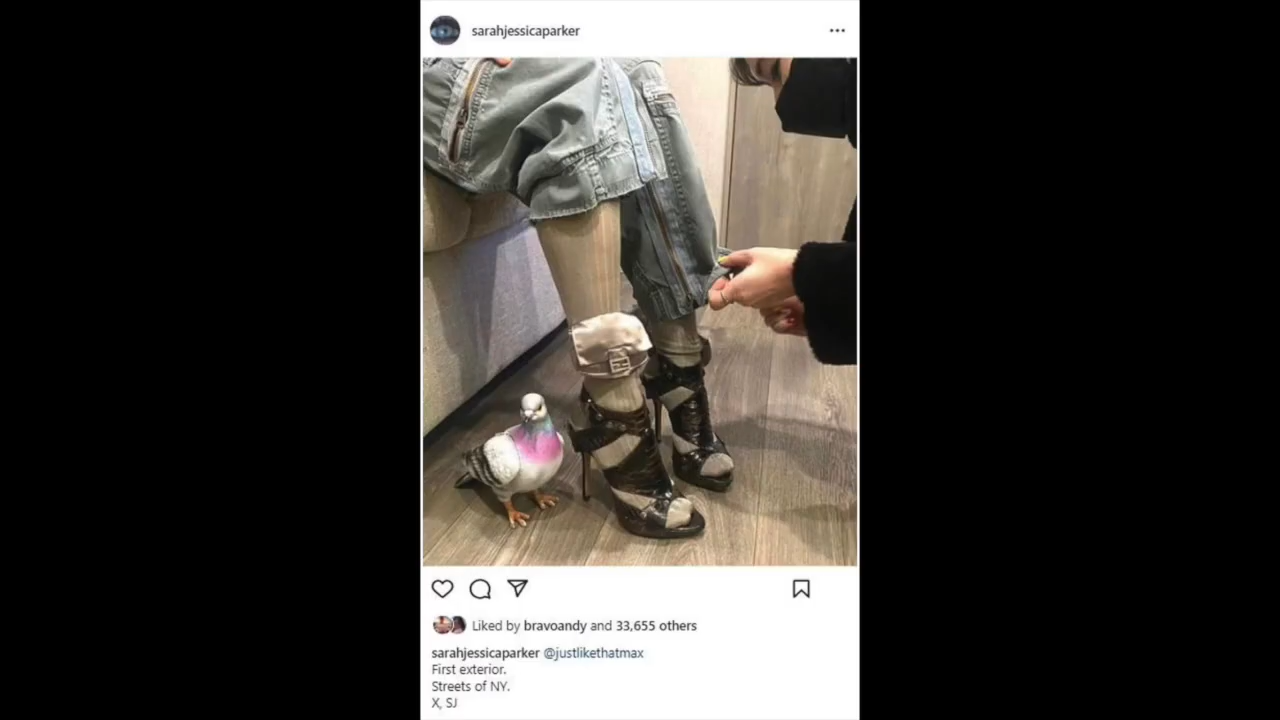 sarahjessicaparker
Liked by bravoandy and 33,655 others
sarahjessicaparker @justlikethatmax
First exterior.
Streets of NY.
X, SJ